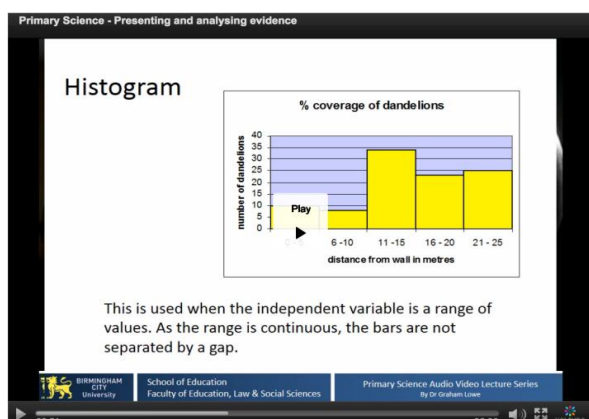 Primary Science - Presenting and analysing evidence
Histogram
% coverage of dandelions
number of dandelions
40
35
30
25
20
15
10
5
0
Play
6 -10
11 -15
16 - 20
21 - 25
distance from wall in metres
This is used when the independent variable is a range of
values. As the range is continuous, the bars are not
separated by a gap.
BIRMINGHAM
CITY
University
School of Education
Faculty of Education, Law & Social Sciences
Primary Science Audio Video Lecture Series
By Dr Graham Lowe